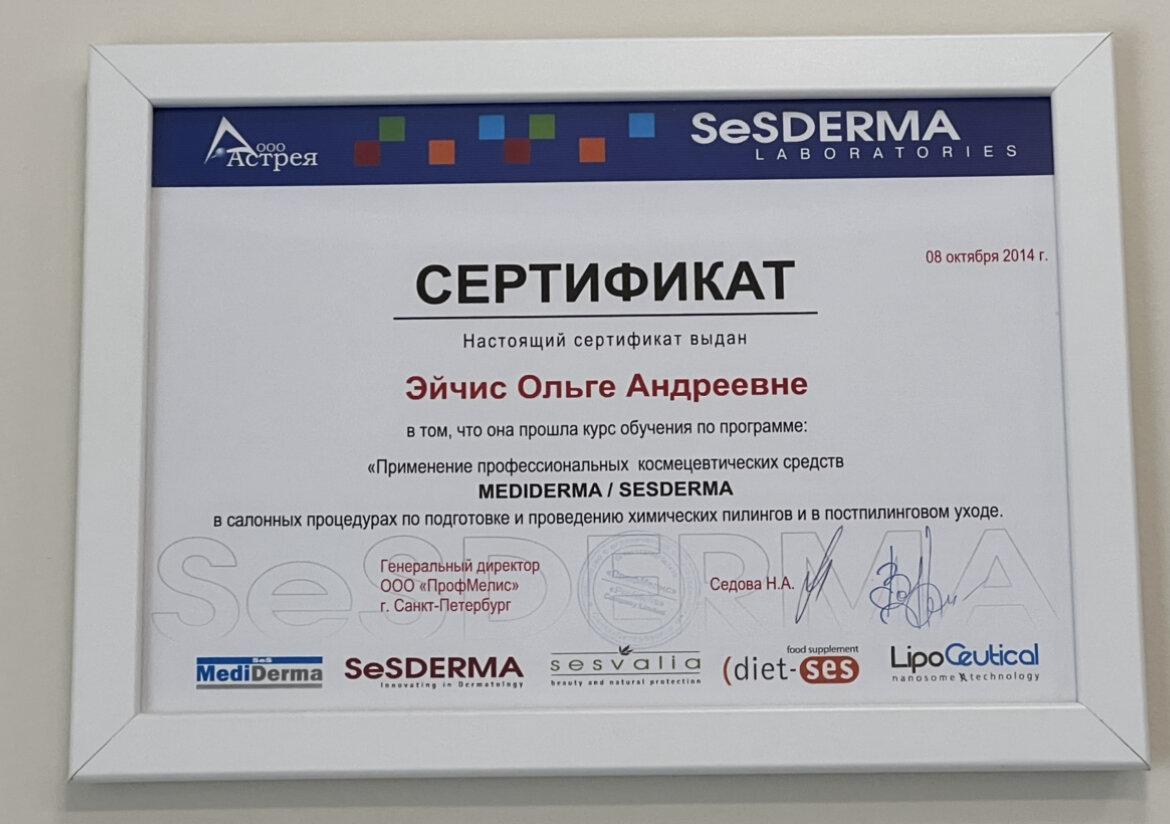 ООО
Астрея
SeSDERMA
LABORATORIES
08 октября 2014 г.
СЕРТИФИКАТ
Настоящий сертификат выдан
Эйчис Ольге Андреевне
в том, что она прошла курс обучения по программе:
«Применение профессиональных космецевтических средств
MEDIDERMA / SESDERMA
в салонных процедурах по подготовке и проведению химических пилингов и в постпилинговом уходе.
SeSDERMA
Генеральный директор
ООО «ПрофМелис»
г. Санкт-Петербург
Седова Н.А.
SeS
MediDerma
SeSDERMA
Innovating in Dermatology
sesvalia
beauty and natural protection
food supplement
(diet-ses
LipoCeutical
nanosome technology